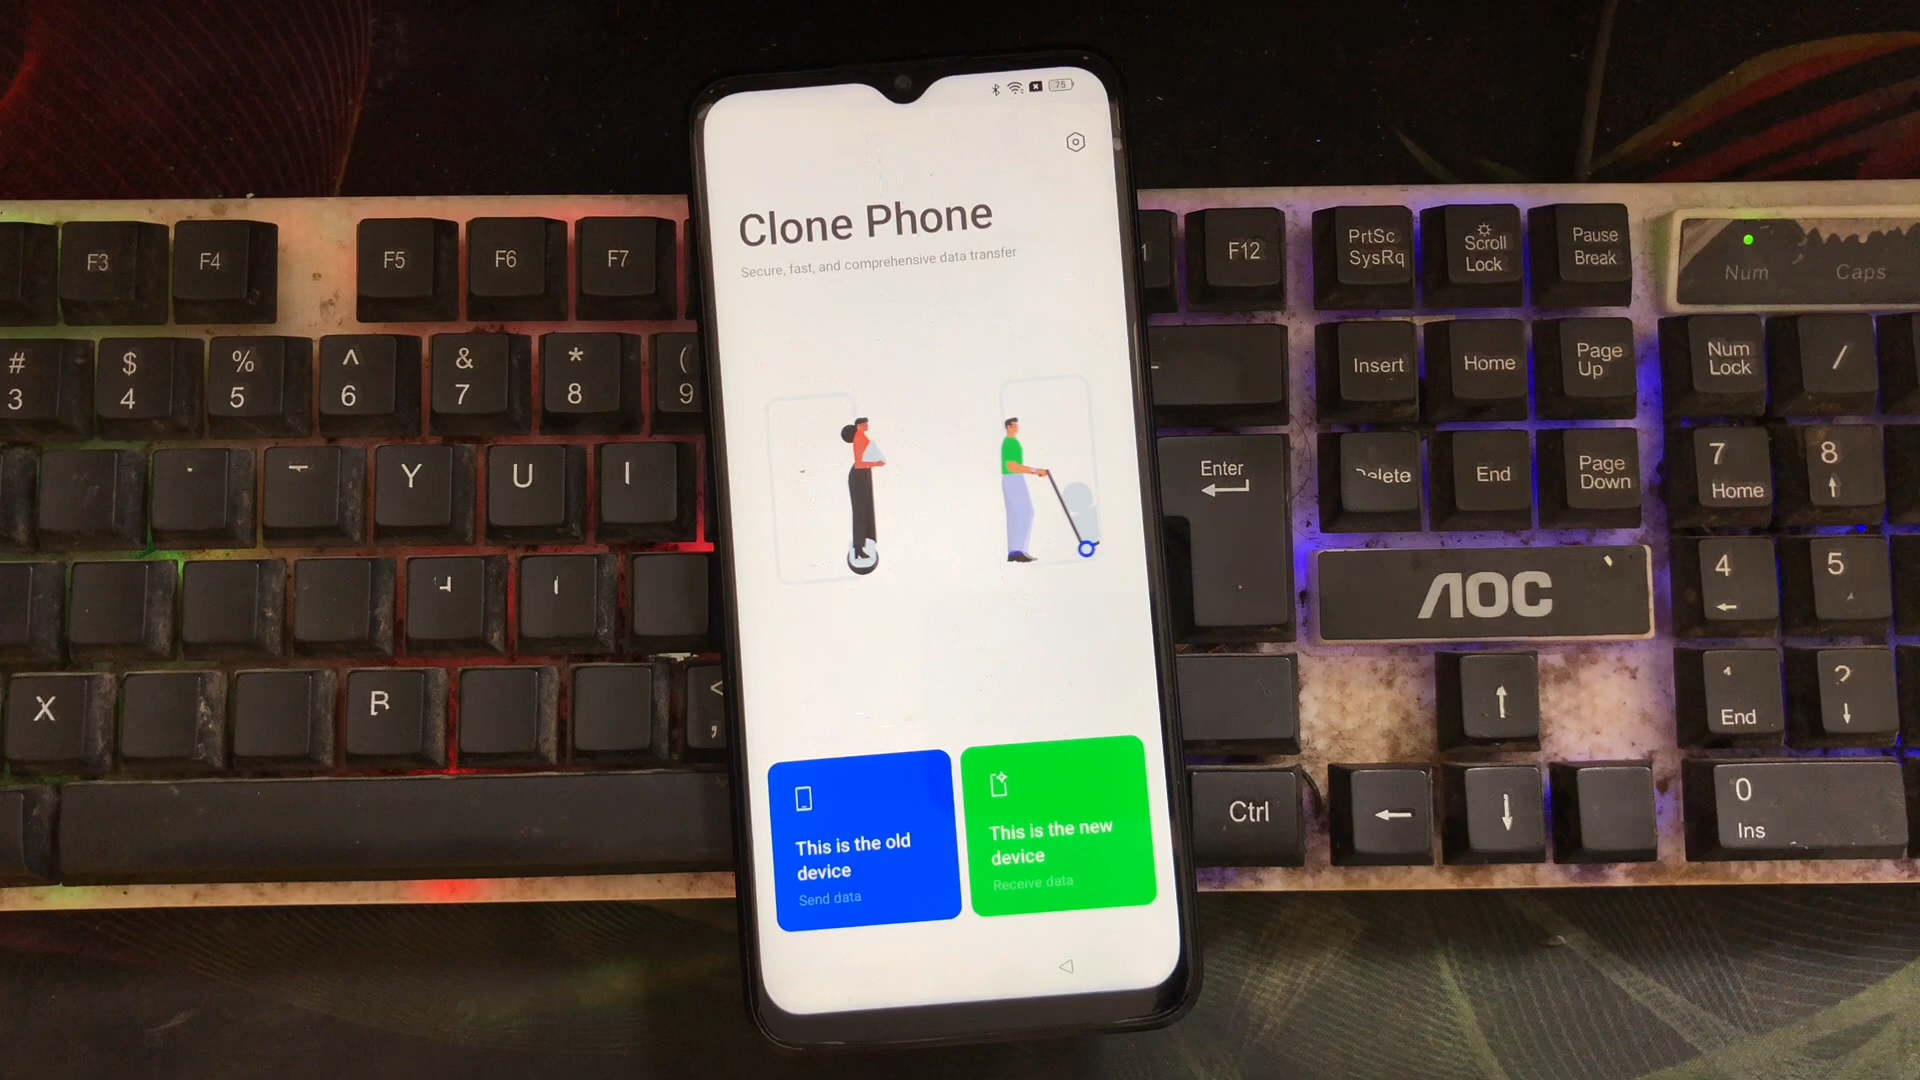 75
Clone Phone
Secure, fast, and comprehensive data transfer
This is the old
device
Send data
This is the new
device
Receive data
F3
F4
F5
F6
F7
1
F12
PrtSc
SysRq
Scroll
Lock
Pause
Break
Num
Caps
#
3
$
4
%
5
^
6
&
7
*
8
(
9
-
Insert
Home
Page
Up
Num
Lock
/
Y
U
I
Enter
End
Page
Down
7
Home
8
↑
AOC
4
←
5
X
<
,
↑
End
↓
Ctrl
←
↓
0
Ins